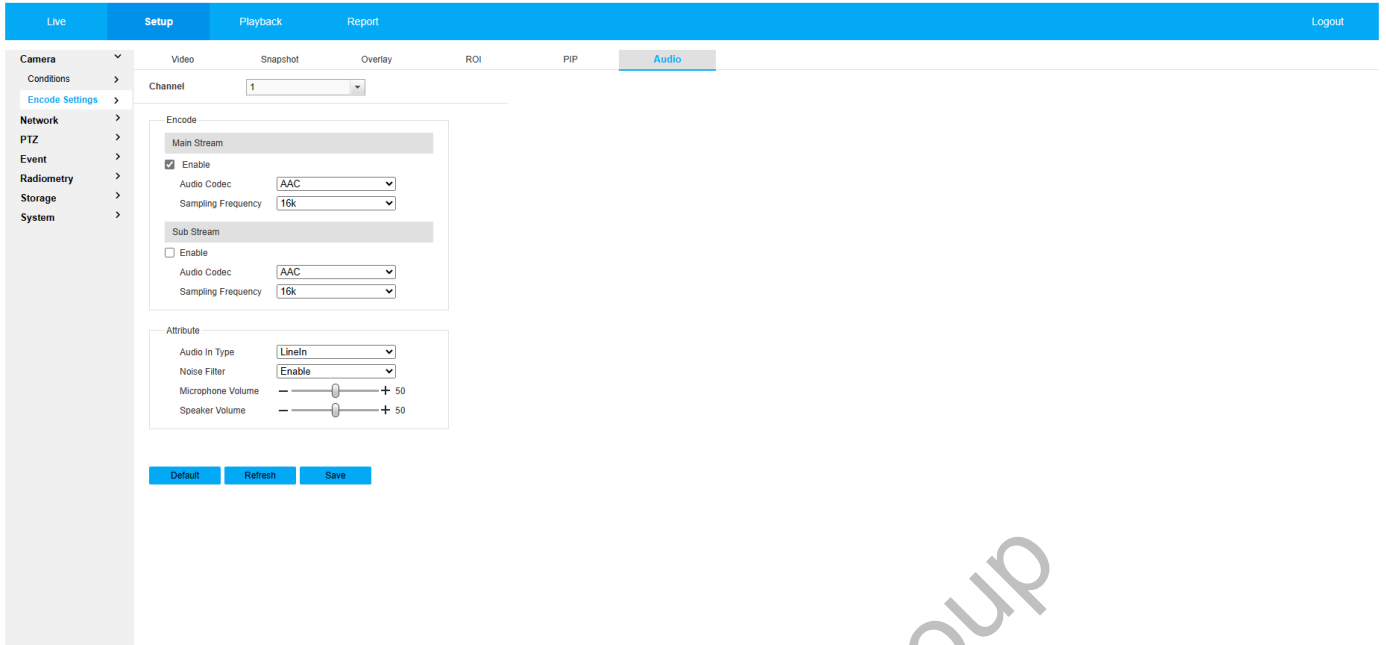 Live Setup Playback Report Logout
Camera
Conditions
Encode Settings
Network
PTZ
Event
Radiometry
Storage
System
Video Snapshot Overlay ROI PIP Audio
Channel 1
Encode
Main Stream
Enable
Audio Codec AAC
Sampling Frequency 16k
Sub Stream
Enable
Audio Codec AAC
Sampling Frequency 16k
Attribute
Audio In Type LineIn
Noise Filter Enable
Microphone Volume 50
Speaker Volume 50
Default Refresh Save